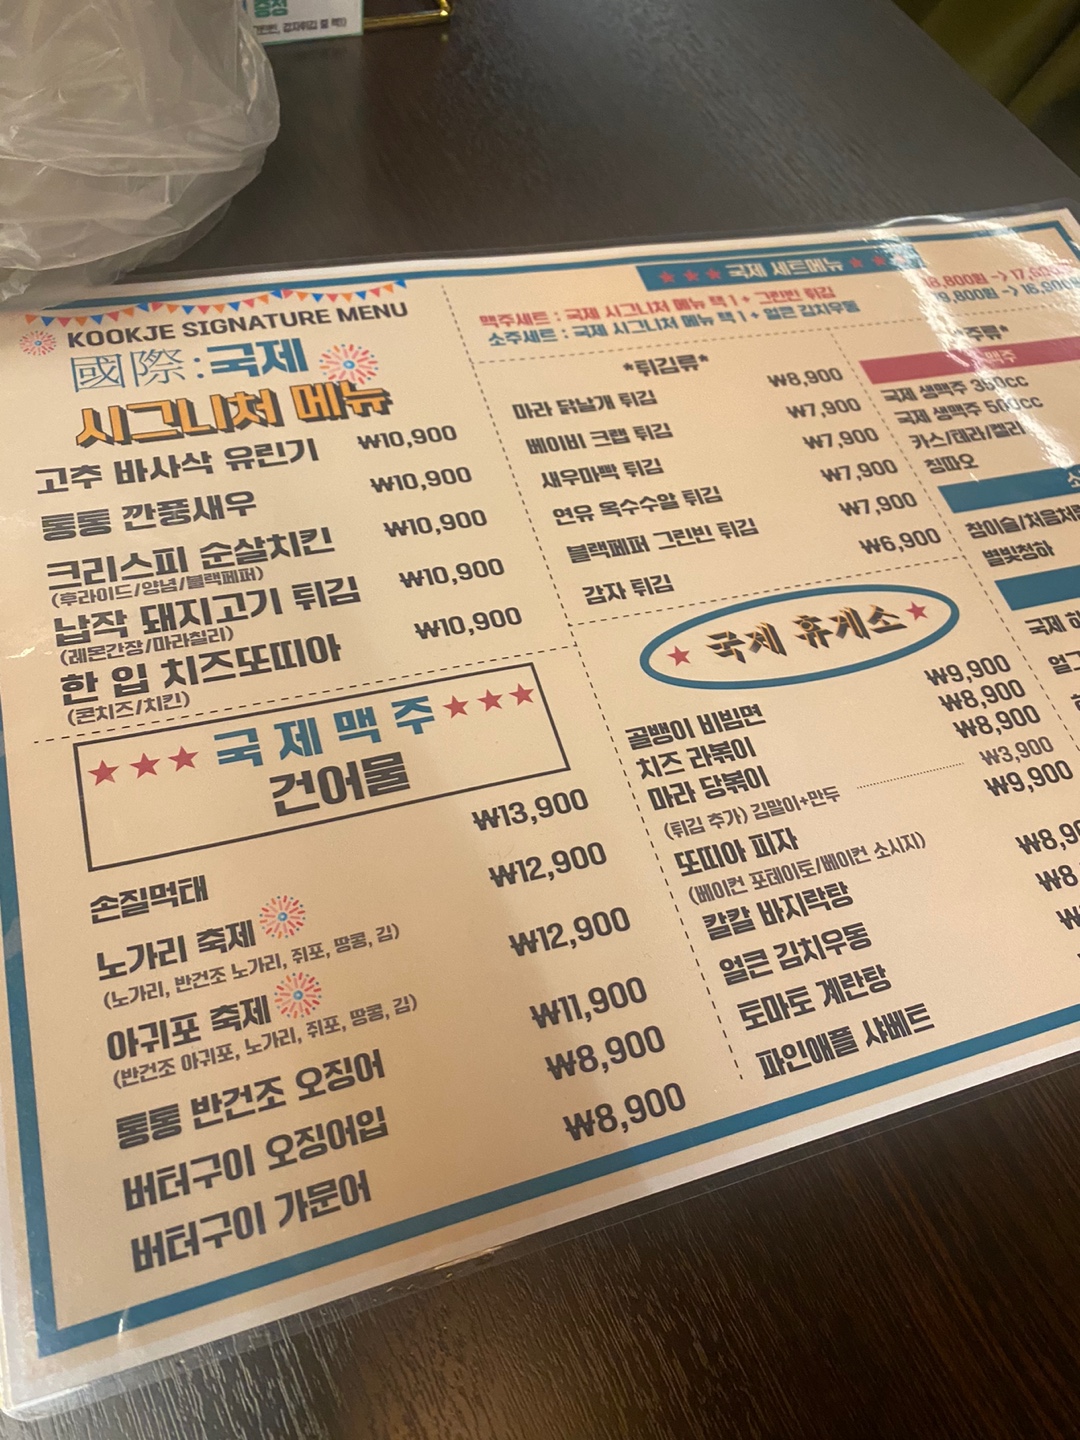 증정
KOOKJE SIGNATURE MENU
國際:국제
시그니처 메뉴
고추 바사삭 유린기 ₩10,900
통통 깐풍새우 ₩10,900
크리스피 순살치킨 ₩10,900
(후라이드/양념/블랙페퍼)
납작 돼지고기 튀김 ₩10,900
(레몬간장/마라칠리)
한 입 치즈또띠아 ₩10,900
(콘치즈/치킨)
★★★ 국제맥주 ★★★
건어물
손질먹태 ₩13,900
노가리 축제 ₩12,900
(노가리, 반건조 노가리, 쥐포, 땅콩, 김)
아귀포 축제 ₩12,900
(반건조 아귀포, 노가리, 쥐포, 땅콩, 김)
통통 반건조 오징어 ₩11,900
버터구이 오징어입 ₩8,900
버터구이 가문어 ₩8,900
★★★ 국제 세트메뉴 ★
맥주세트 : 국제 시그니처 메뉴 택 1 + 그린빈 튀김
소주세트 : 국제 시그니처 메뉴 택 1 + 얼큰 김치우동
*튀김류*
마라 닭날개 튀김 ₩8,900
베이비 크랩 튀김 ₩7,900
새우마빡 튀김 ₩7,900
연유 옥수수알 튀김 ₩7,900
블랙페퍼 그린빈 튀김 ₩7,900
감자 튀김 ₩6,900
★ 국제 휴게소 ★
골뱅이 비빔면 ₩9,900
치즈 라볶이 ₩8,900
마라 당볶이 ₩8,900
(튀김 추가) 김말이+만두 ₩3,900
또띠아 피자 ₩9,900
(베이컨 포테이토/베이컨 소시지)
칼칼 바지락탕
얼큰 김치우동
토마토 계란탕
파인애플 샤베트
주류*
맥주
국제 생맥주 350cc
국제 생맥주 500cc
카스/테라/켈리
칭따오
참이슬/처음처럼
별빛청하
국제